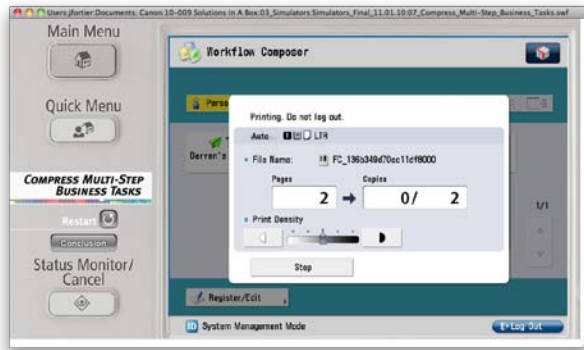 Users:jfortier:Documents: Canon:10-009 Solutions In A Box:03_Simulators:Simulators_Final_11.01.10:07_Compress_Multi-Step_Business_Tasks.swf
Main Menu
Quick Menu
COMPRESS MULTI-STEP
BUSINESS TASKS
Restart
Conclusion
Status Monitor/
Cancel
Workflow Composer
Perso
Darren's
Printing. Do not log out.
Auto... 1 LTR
File Name: FC_136b349d70cc11df8000
Pages Copies
2 → 0/ 2
Print Density
Stop
1/1
Register/Edit
ID System Management Mode
Log Out